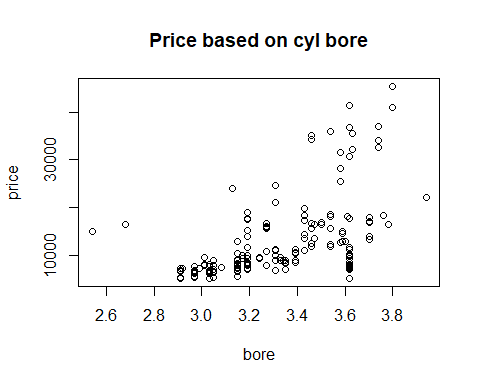 Price based on cyl bore
price
30000
10000
2.6 2.8 3.0 3.2 3.4 3.6 3.8
bore